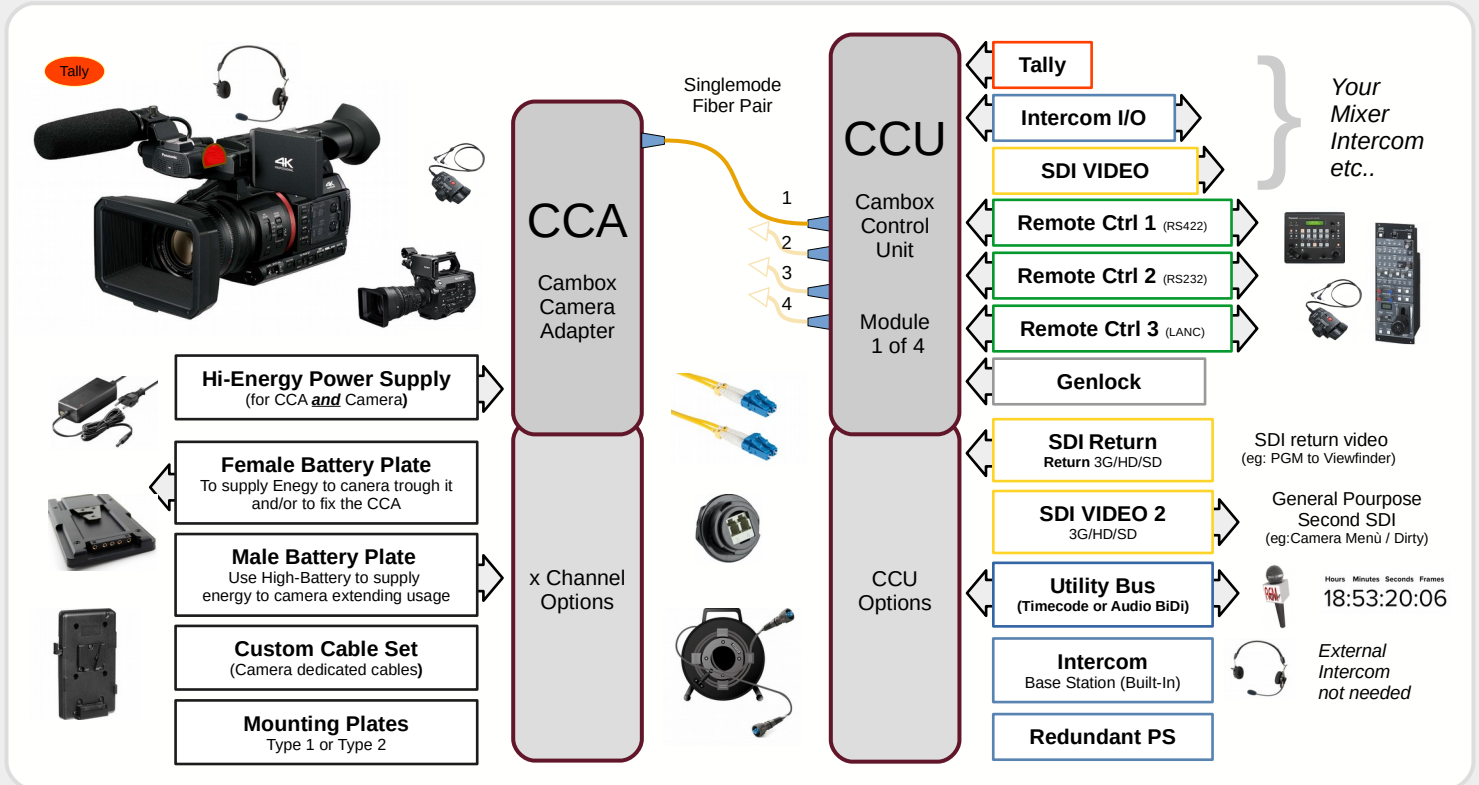 Tally
4K
Singlemode
Fiber Pair
1
2
3
4
CCA
Cambox
Camera
Adapter
x Channel
Options
CCU
Cambox
Control
Unit
Module
1 of 4
CCU
Options
Hi-Energy Power Supply
(for CCA and Camera)
Female Battery Plate
To supply Enegy to canera trough it
and/or to fix the CCA
Male Battery Plate
Use High-Battery to supply
energy to camera extending usage
Custom Cable Set
(Camera dedicated cables)
Mounting Plates
Type 1 or Type 2
Tally
Intercom I/O
SDI VIDEO
Your
Mixer
Intercom
etc..
Remote Ctrl 1 (RS422)
Remote Ctrl 2 (RS232)
Remote Ctrl 3 (LANC)
Genlock
SDI Return
Return 3G/HD/SD
SDI return video
(eg: PGM to Viewfinder)
SDI VIDEO 2
3G/HD/SD
General Pourpose
Second SDI
(eg:Camera Menù / Dirty)
Utility Bus
(Timecode or Audio BiDi)
Hours Minutes Seconds Frames
18:53:20:06
Intercom
Base Station (Built-In)
External
Intercom
not needed
Redundant PS